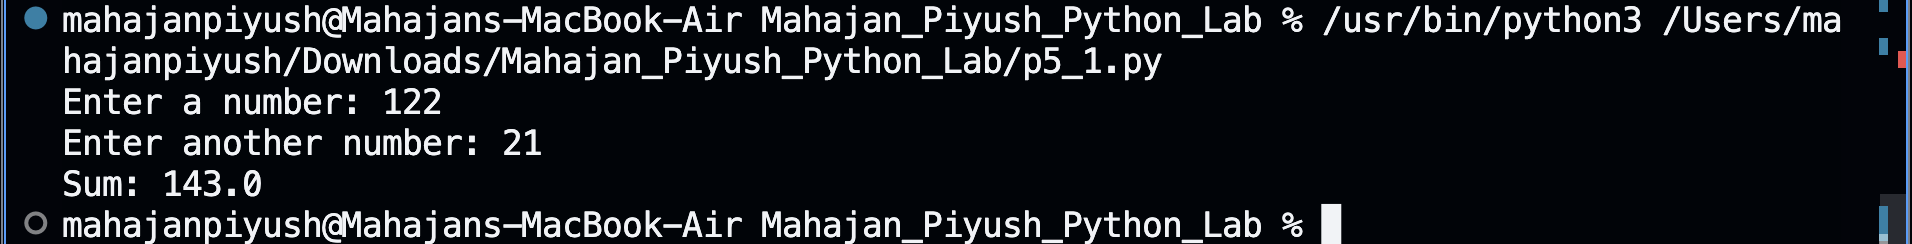 mahajanpiyush@Mahajans-MacBook-Air Mahajan_Piyush_Python_Lab % /usr/bin/python3 /Users/ma
hajanpiyush/Downloads/Mahajan_Piyush_Python_Lab/p5_1.py
Enter a number: 122
Enter another number: 21
Sum: 143.0
mahajanpiyush@Mahajans-MacBook-Air Mahajan_Piyush_Python_Lab %